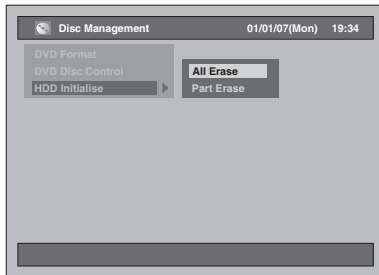 Disc Management 01/01/07(Mon) 19:34
DVD Format
DVD Disc Control
HDD Initialise
All Erase
Part Erase